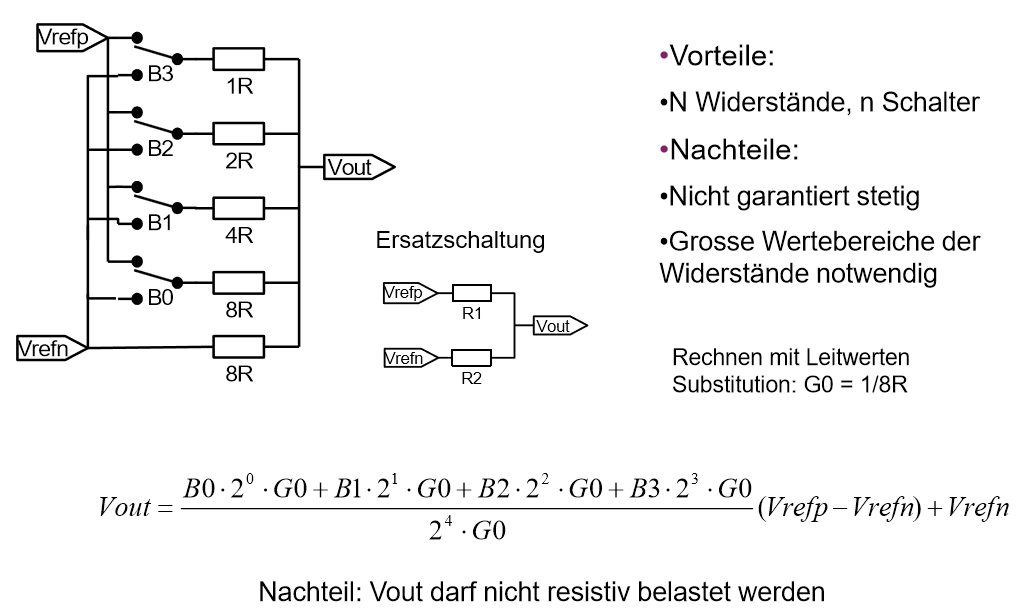 Vrefp
B3
1R
B2
2R
Vout
B1
4R
B0
8R
Vrefn
8R
Ersatzschaltung
Vrefp
R1
Vout
Vrefn
R2
•Vorteile:
•N Widerstände, n Schalter
•Nachteile:
•Nicht garantiert stetig
•Grosse Wertebereiche der
Widerstände notwendig
Rechnen mit Leitwerten
Substitution: G0 = 1/8R
Vout = (B0·2^0·G0 + B1·2^1·G0 + B2·2^2·G0 + B3·2^3·G0) / (2^4·G0) (Vrefp − Vrefn) + Vrefn
Nachteil: Vout darf nicht resistiv belastet werden